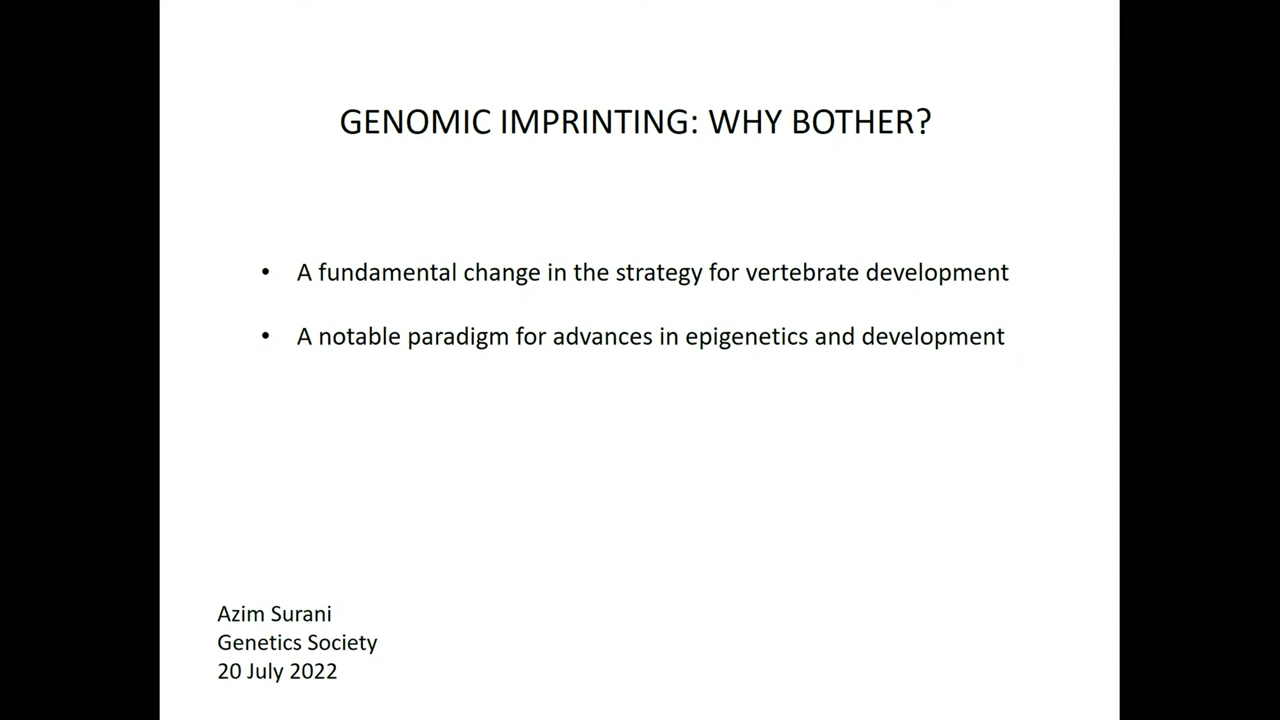 GENOMIC IMPRINTING: WHY BOTHER?
• A fundamental change in the strategy for vertebrate development
• A notable paradigm for advances in epigenetics and development
Azim Surani
Genetics Society
20 July 2022